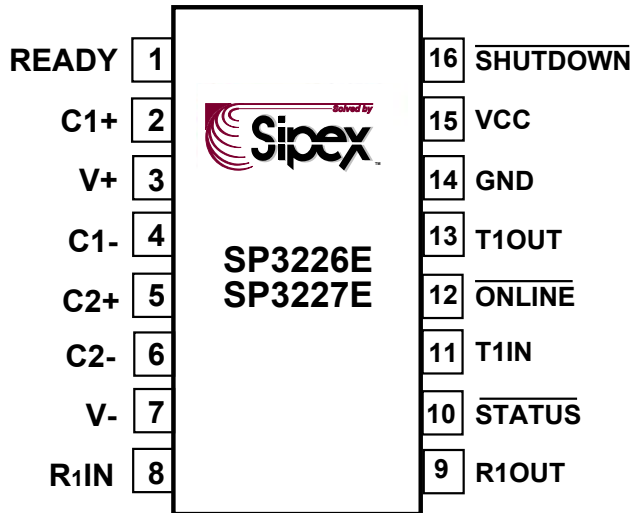 READY 1
C1+ 2
V+ 3
C1- 4
C2+ 5
C2- 6
V- 7
R1IN 8
Solved by
Sipex TM
SP3226E
SP3227E
16 SHUTDOWN
15 VCC
14 GND
13 T1OUT
12 ONLINE
11 T1IN
10 STATUS
9 R1OUT